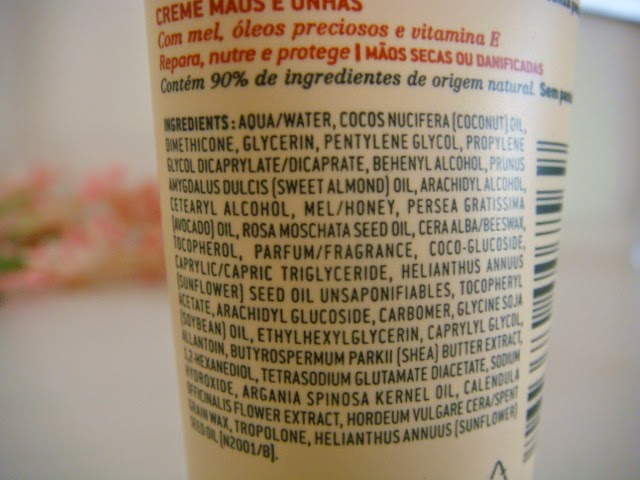 CREME MÃOS E UNHAS
Com mel, óleos preciosos e vitamina E
Repara, nutre e protege | MÃOS SECAS OU DANIFICADAS
Contém 90% de ingredientes de origem natural. Sem
INGREDIENTS: AQUA/WATER, COCOS NUCIFERA (COCONUT) OIL,
DIMETHICONE, GLYCERIN, PENTYLENE GLYCOL, PROPYLENE
GLYCOL DICAPRYLATE/DICAPRATE, BEHENYL ALCOHOL, PRUNUS
AMYGDALUS DULCIS (SWEET ALMOND) OIL, ARACHIDYL ALCOHOL,
CETEARYL ALCOHOL, MEL/HONEY, PERSEA GRATISSIMA
(AVOCADO) OIL, ROSA MOSCHATA SEED OIL, CERA ALBA/BEESWAX,
TOCOPHEROL, PARFUM/FRAGRANCE, COCO-GLUCOSIDE,
CAPRYLIC/CAPRIC TRIGLYCERIDE, HELIANTHUS ANNUUS
(SUNFLOWER) SEED OIL UNSAPONIFIABLES, TOCOPHERYL
ACETATE, ARACHIDYL GLUCOSIDE, CARBOMER, GLYCINE SOJA
(SOYBEAN) OIL, ETHYLHEXYLGLYCERIN, CAPRYLYL GLYCOL,
ALLANTOIN, BUTYROSPERMUM PARKII (SHEA) BUTTER EXTRACT,
1,2-HEXANEDIOL, TETRASODIUM GLUTAMATE DIACETATE, SODIUM
HYDROXIDE, ARGANIA SPINOSA KERNEL OIL, CALENDULA
OFFICINALIS FLOWER EXTRACT, HORDEUM VULGARE CERA/SPENT
GRAIN WAX, TROPOLONE, HELIANTHUS ANNUUS (SUNFLOWER)
SEED OIL (N2001/B).